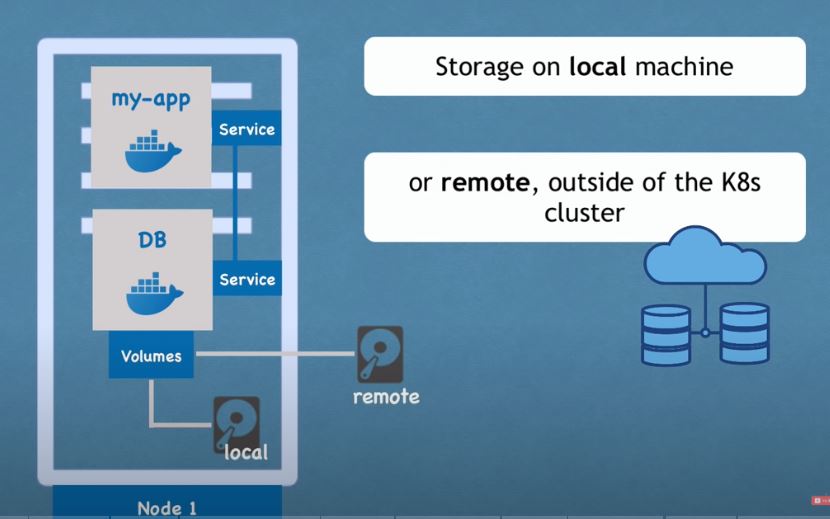 my-app
Service
DB
Service
Volumes
local
remote
Node 1
Storage on local machine
or remote, outside of the K8s
cluster